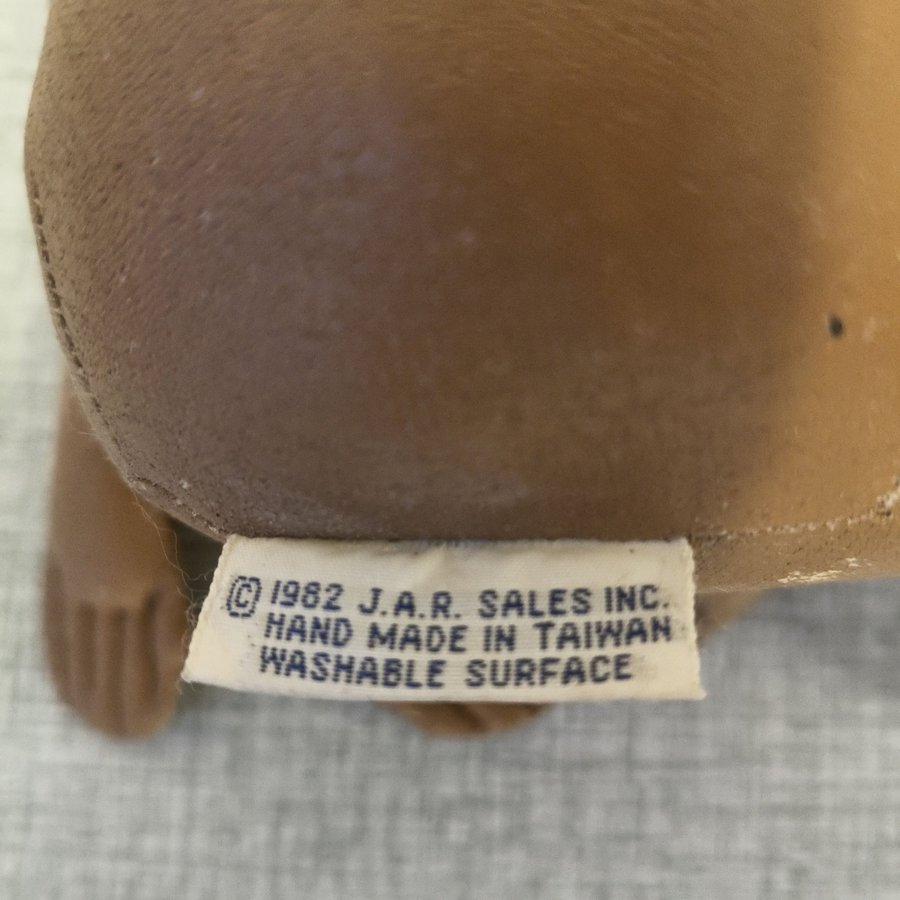 © 1982 J.A.R. SALES INC.
HAND MADE IN TAIWAN
WASHABLE SURFACE